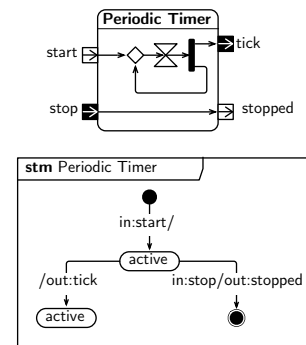 Periodic Timer
start
tick
stop
stopped
stm Periodic Timer
in:start/
active
/out:tick
in:stop/out:stopped
active